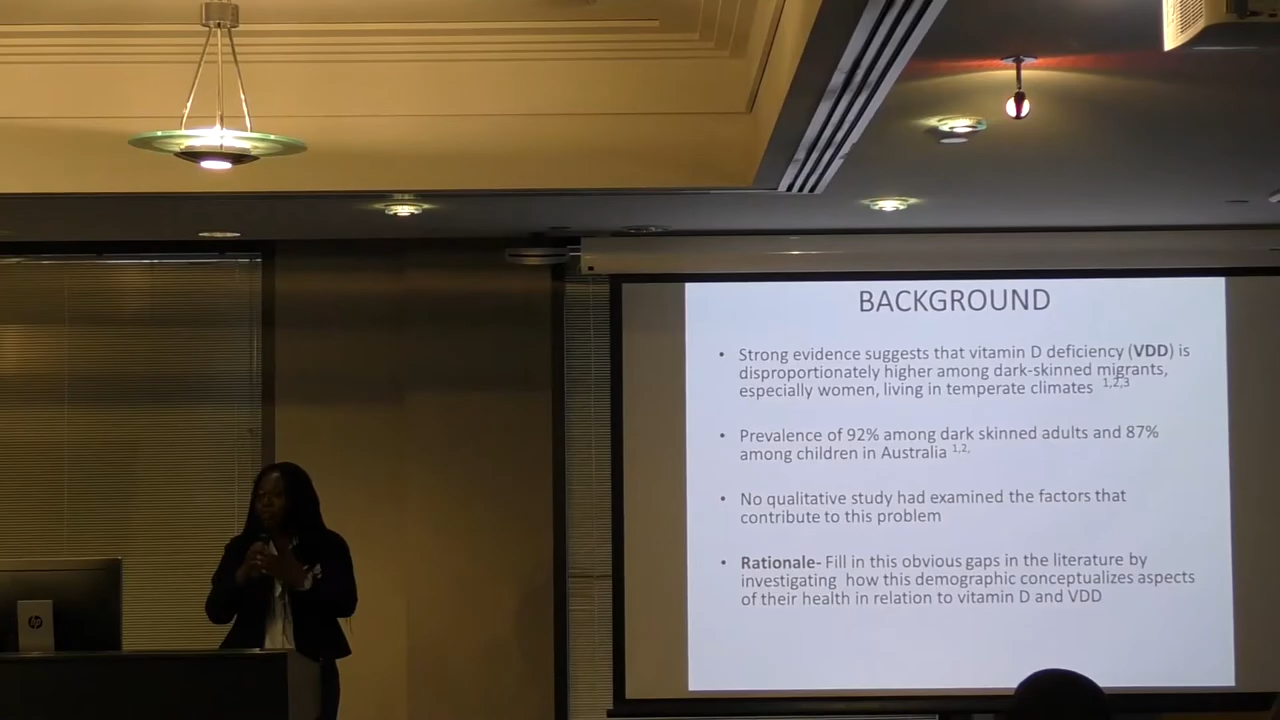 BACKGROUND
• Strong evidence suggests that vitamin D deficiency (VDD) is
disproportionately higher among dark-skinned migrants,
especially women, living in temperate climates 1,2,3
• Prevalence of 92% among dark skinned adults and 87%
among children in Australia 1,2,
• No qualitative study had examined the factors that
contribute to this problem
• Rationale- Fill in this obvious gaps in the literature by
investigating how this demographic conceptualizes aspects
of their health in relation to vitamin D and VDD
hp